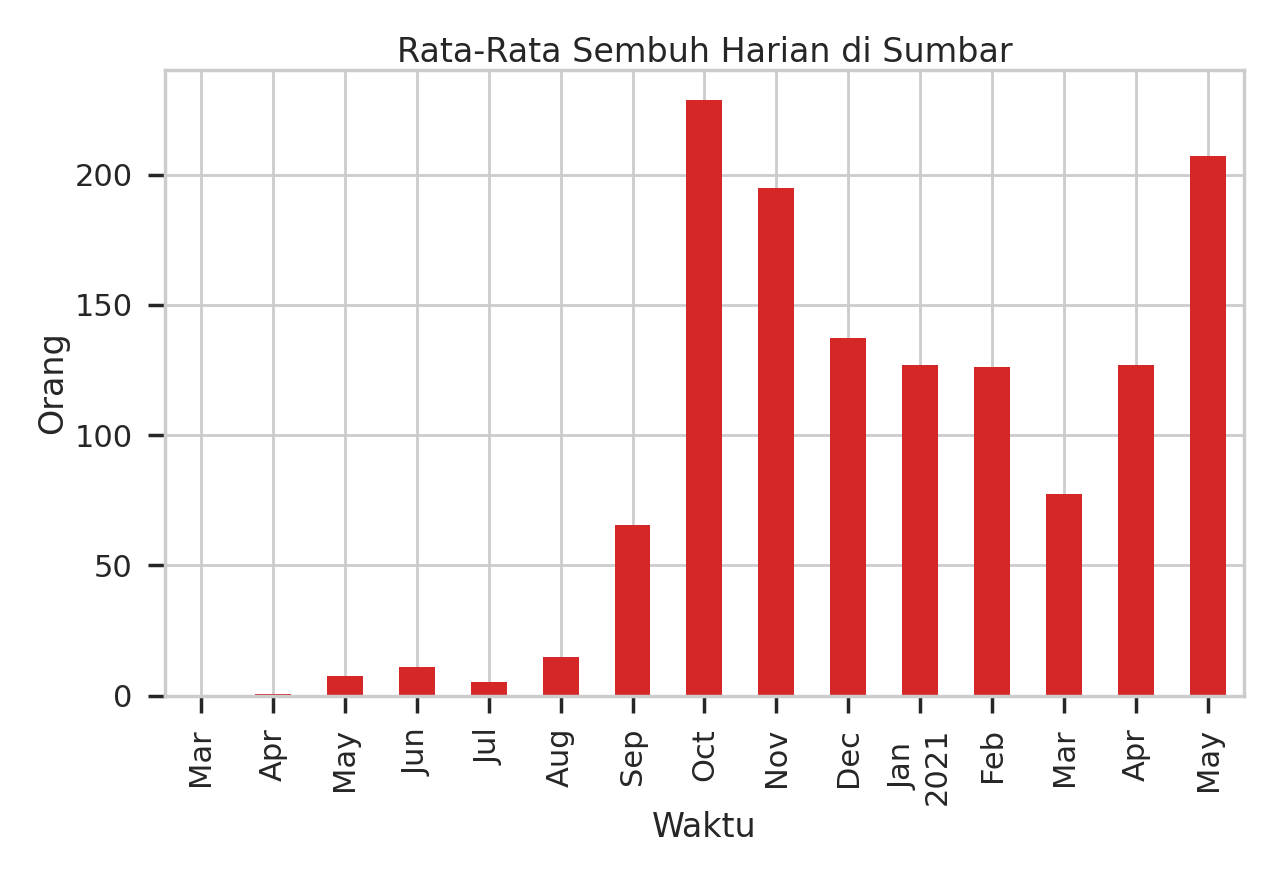 Rata-Rata Sembuh Harian di Sumbar
Orang
200
150
100
50
0
Mar
Apr
May
Jun
Jul
Aug
Sep
Oct
Nov
Dec
Jan
2021
Feb
Mar
Apr
May
Waktu